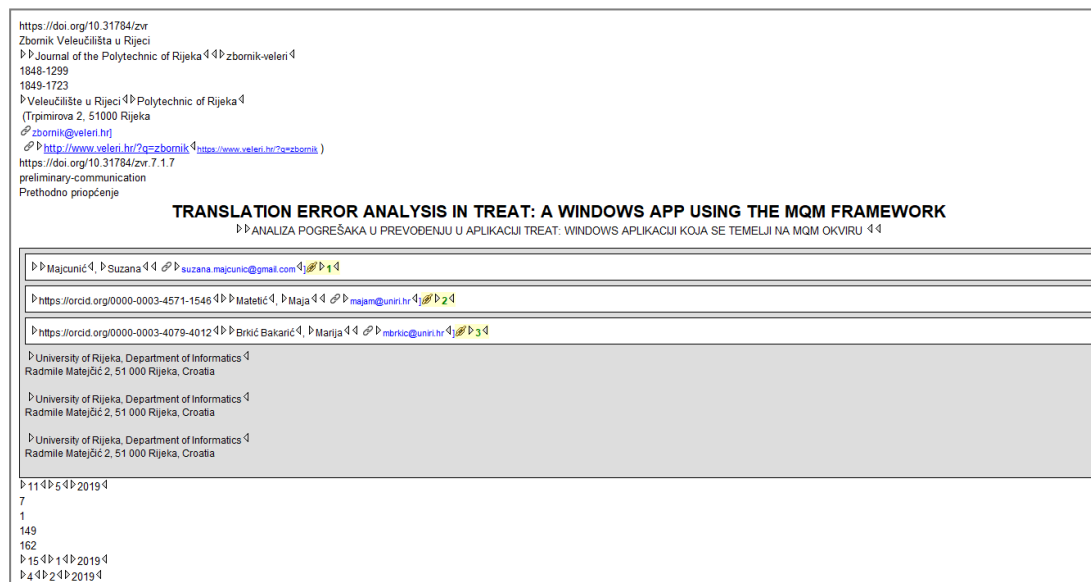 https://doi.org/10.31784/zvr
Zbornik Veleučilišta u Rijeci
Journal of the Polytechnic of Rijeka zbornik-veleri
1848-1299
1849-1723
Veleučilište u Rijeci Polytechnic of Rijeka
(Trpimirova 2, 51000 Rijeka
zbornik@veleri.hr]
http://www.veleri.hr/?q=zbornik https://www.veleri.hr/?q=zbornik )
https://doi.org/10.31784/zvr.7.1.7
preliminary-communication
Prethodno priopćenje
TRANSLATION ERROR ANALYSIS IN TREAT: A WINDOWS APP USING THE MQM FRAMEWORK
ANALIZA POGREŠAKA U PREVOĐENJU U APLIKACIJI TREAT: WINDOWS APLIKACIJI KOJA SE TEMELJI NA MQM OKVIRU
Majcunić, Suzana suzana.majcunic@gmail.com] 1
https://orcid.org/0000-0003-4571-1546 Matetić, Maja majam@uniri.hr] 2
https://orcid.org/0000-0003-4079-4012 Brkić Bakarić, Marija mbrkic@uniri.hr] 3
University of Rijeka, Department of Informatics
Radmile Matejčić 2, 51 000 Rijeka, Croatia
University of Rijeka, Department of Informatics
Radmile Matejčić 2, 51 000 Rijeka, Croatia
University of Rijeka, Department of Informatics
Radmile Matejčić 2, 51 000 Rijeka, Croatia
11 5 2019
7
1
149
162
15 1 2019
4 2 2019